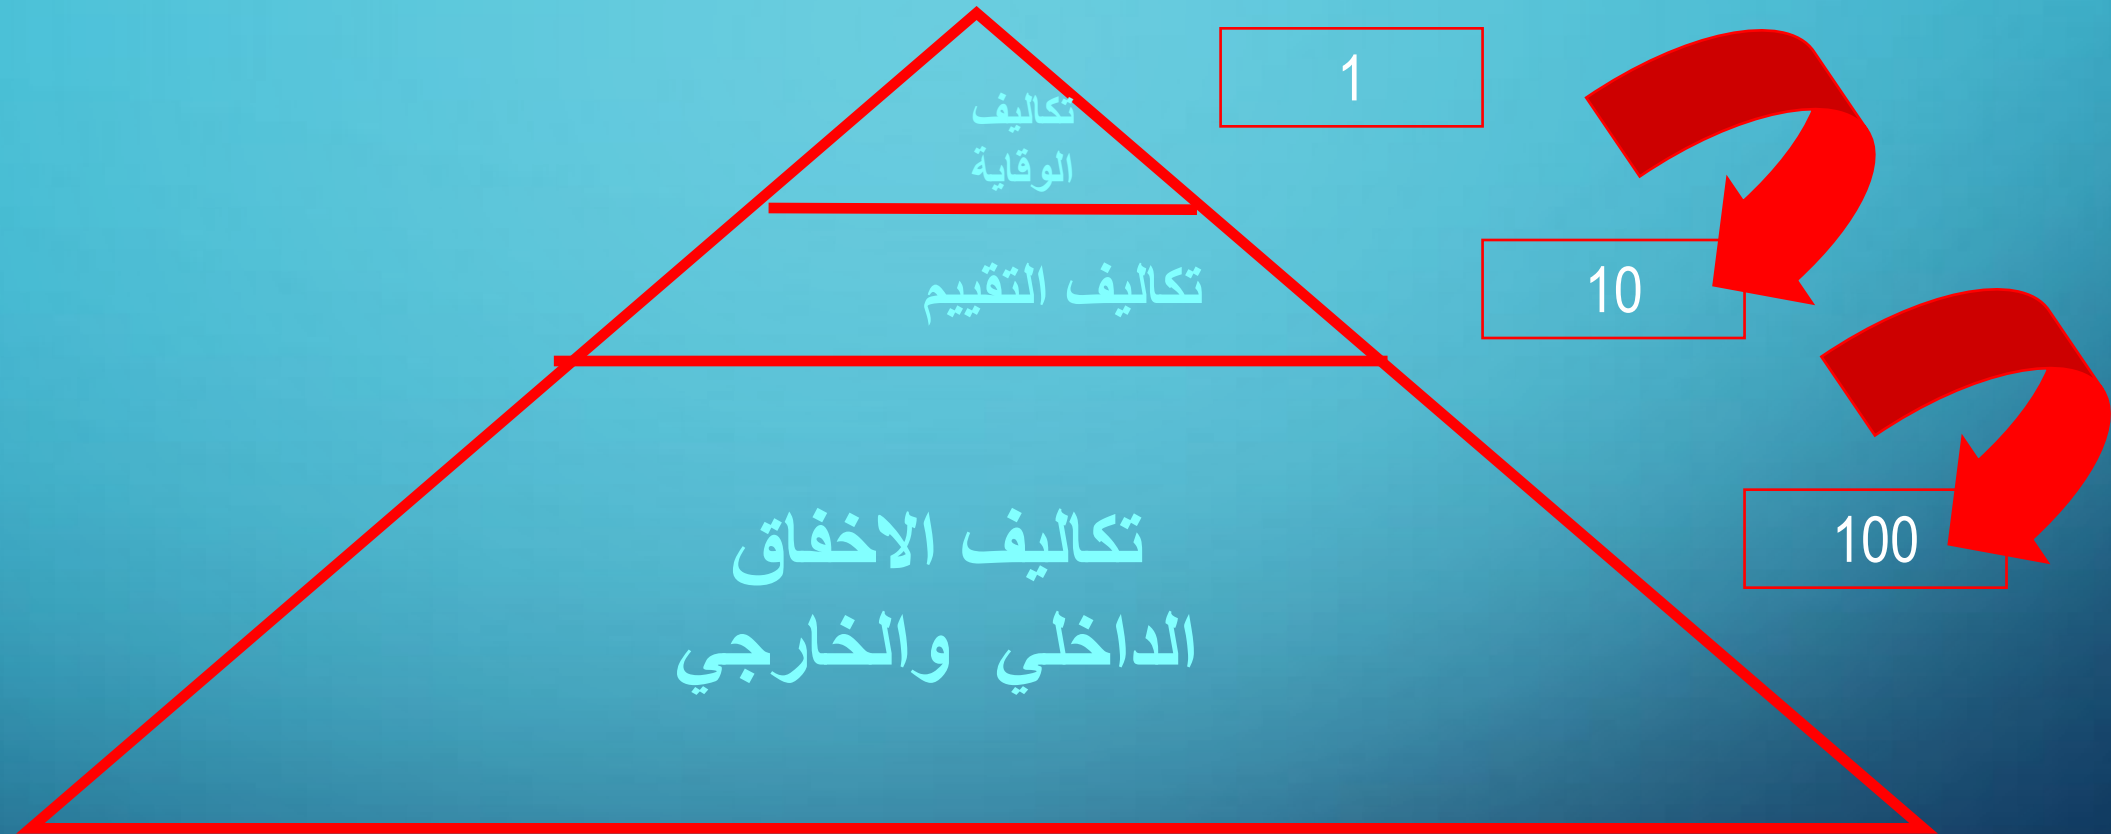 تكاليف
الوقاية
1
تكاليف التقييم
10
تكاليف الاخفاق
الداخلي والخارجي
100